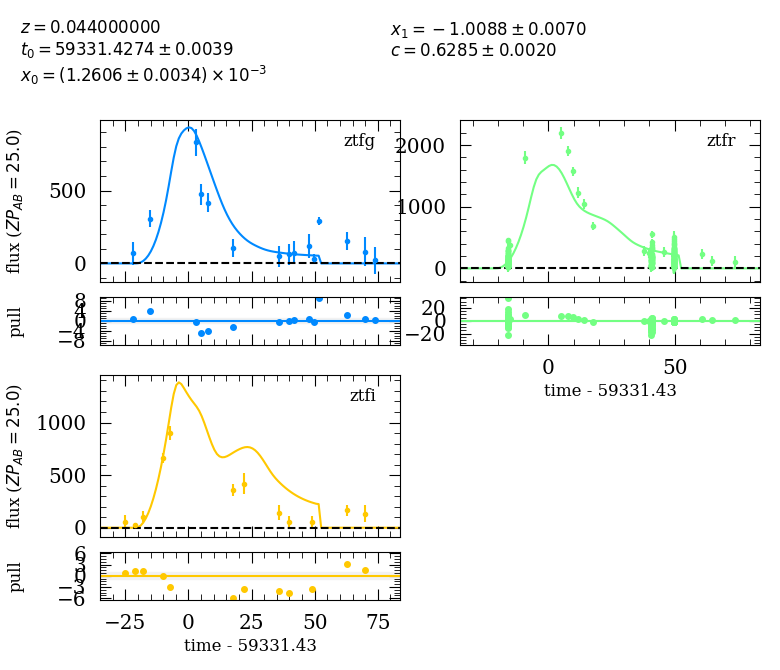 z = 0.044000000
t₀ = 59331.4274 ± 0.0039
x₀ = (1.2606 ± 0.0034) × 10⁻³
x₁ = −1.0088 ± 0.0070
c = 0.6285 ± 0.0020
ztfg
flux (ZP_AB = 25.0)
500
0
pull
8
4
0
−4
−8
ztfr
2000
1000
0
20
0
−20
0
50
time - 59331.43
ztfi
flux (ZP_AB = 25.0)
1000
500
0
pull
6
3
0
−3
−6
−25
0
25
50
75
time - 59331.43